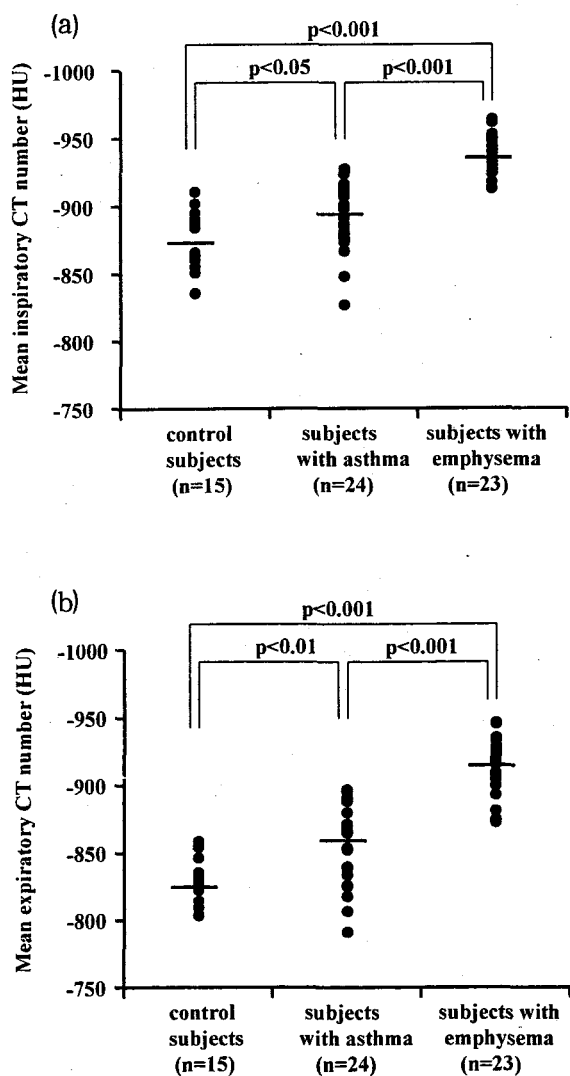 (a)
p<0.001
p<0.05
p<0.001
Mean inspiratory CT number (HU)
-1000
-950
-900
-850
-800
-750
control
subjects
(n=15)
subjects
with asthma
(n=24)
subjects with
emphysema
(n=23)
(b)
p<0.001
p<0.01
p<0.001
Mean expiratory CT number (HU)
-1000
-950
-900
-850
-800
-750
control
subjects
(n=15)
subjects
with asthma
(n=24)
subjects with
emphysema
(n=23)